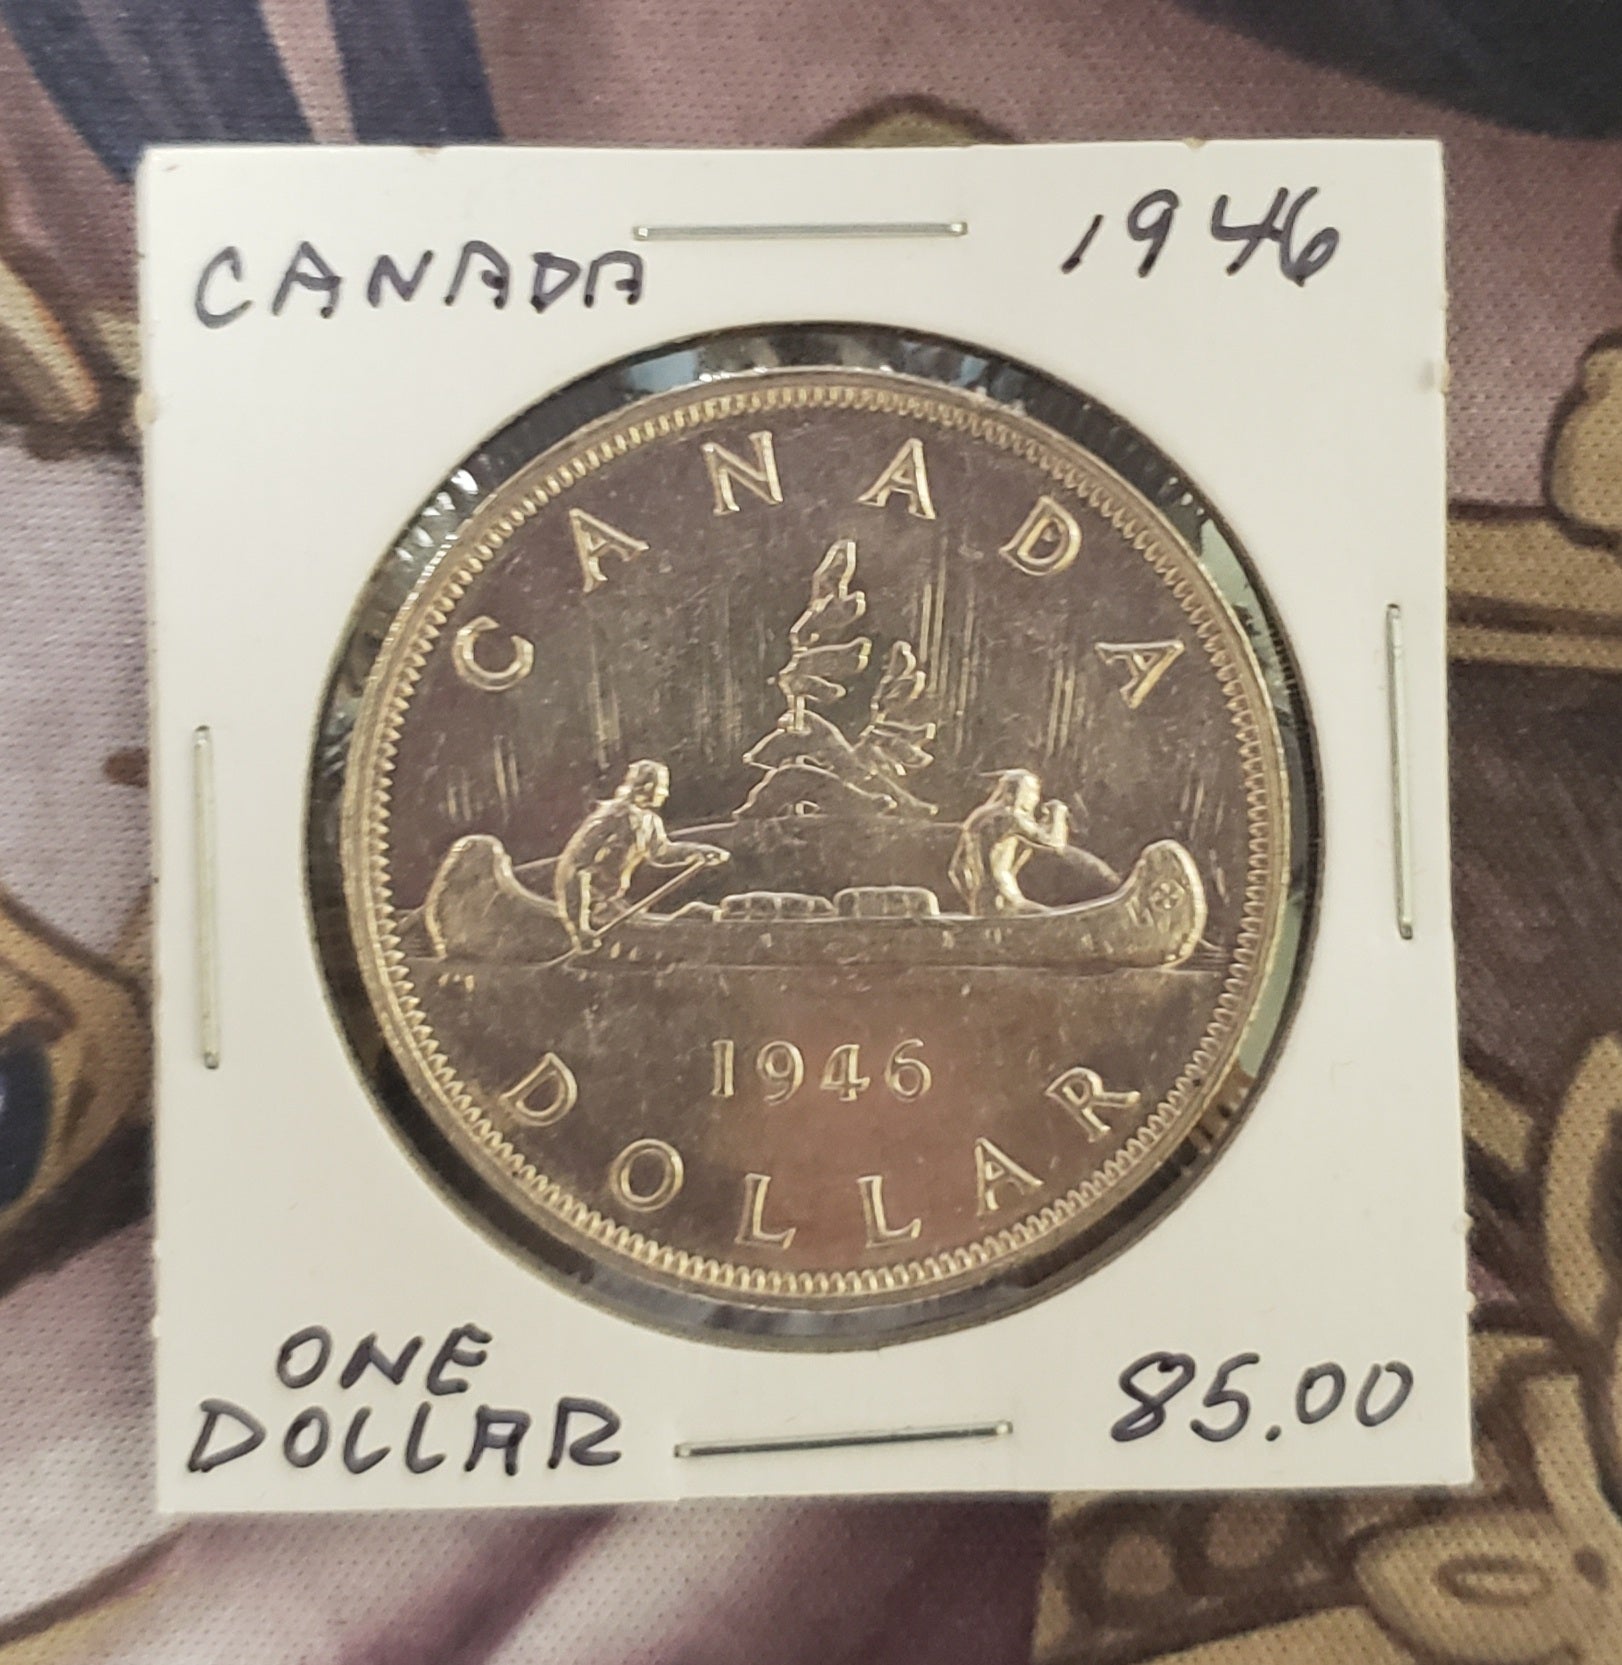 CANADA
1946
CANADA
1946
DOLLAR
ONE
DOLLAR
85.00